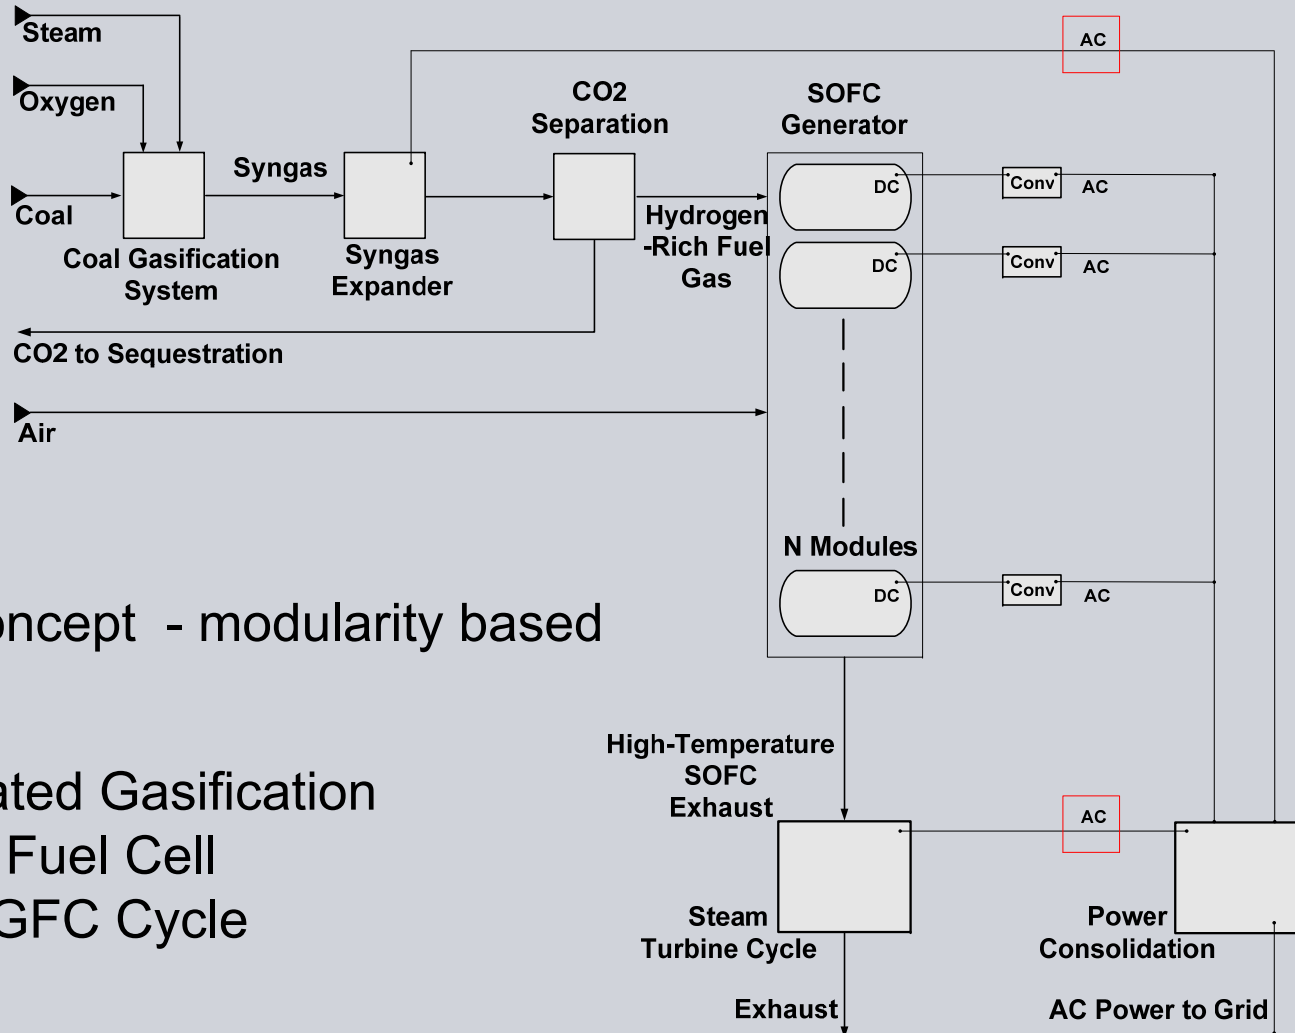 Steam
AC
Oxygen
CO2
Separation
SOFC
Generator
Syngas
DC
Conv
AC
Coal
Hydrogen
-Rich Fuel
Gas
Coal Gasification
System
Syngas
Expander
DC
Conv
AC
CO2 to Sequestration
Air
N Modules
DC
Conv
AC
oncept - modularity based
High-Temperature
SOFC
Exhaust
ated Gasification
Fuel Cell
GFC Cycle
AC
Steam
Turbine Cycle
Power
Consolidation
Exhaust
AC Power to Grid